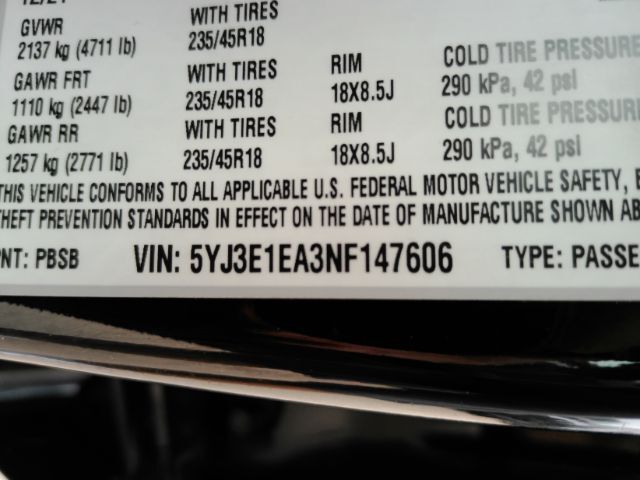 GVWR WITH TIRES
2137 kg (4711 lb) 235/45R18
GAWR FRT WITH TIRES RIM COLD TIRE PRESSURE
1110 kg (2447 lb) 235/45R18 18X8.5J 290 kPa, 42 psi
GAWR RR WITH TIRES RIM COLD TIRE PRESSURE
1257 kg (2771 lb) 235/45R18 18X8.5J 290 kPa, 42 psi
THIS VEHICLE CONFORMS TO ALL APPLICABLE U.S. FEDERAL MOTOR VEHICLE SAFETY,
THEFT PREVENTION STANDARDS IN EFFECT ON THE DATE OF MANUFACTURE SHOWN AB
PNT: PBSB VIN: 5YJ3E1EA3NF147606 TYPE: PASSE